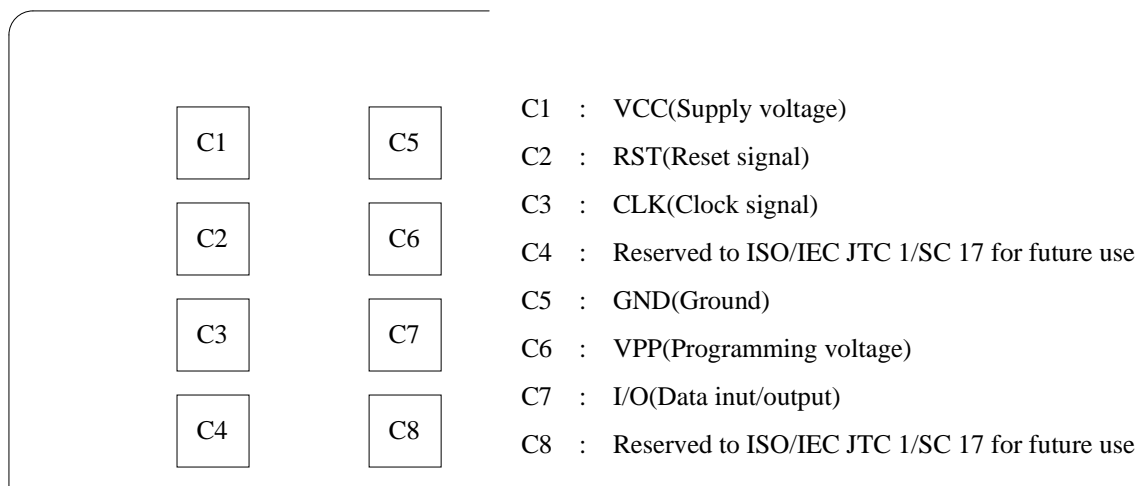 C1 C5
C2 C6
C3 C7
C4 C8
C1 : VCC(Supply voltage)
C2 : RST(Reset signal)
C3 : CLK(Clock signal)
C4 : Reserved to ISO/IEC JTC 1/SC 17 for future use
C5 : GND(Ground)
C6 : VPP(Programming voltage)
C7 : I/O(Data inut/output)
C8 : Reserved to ISO/IEC JTC 1/SC 17 for future use